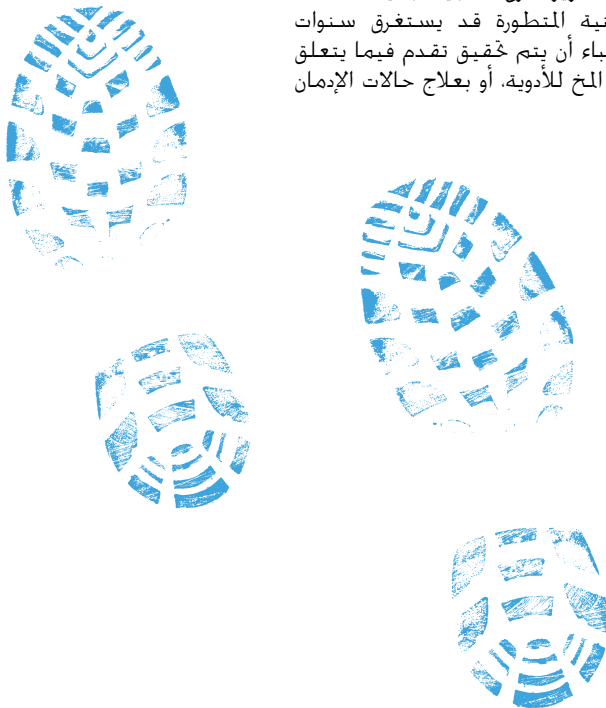 نية المتطورة قد يستغرق سنوات
باء أن يتم تحقيق تقدم فيما يتعلق
المخ للأدوية، أو بعلاج حالات الإدمان